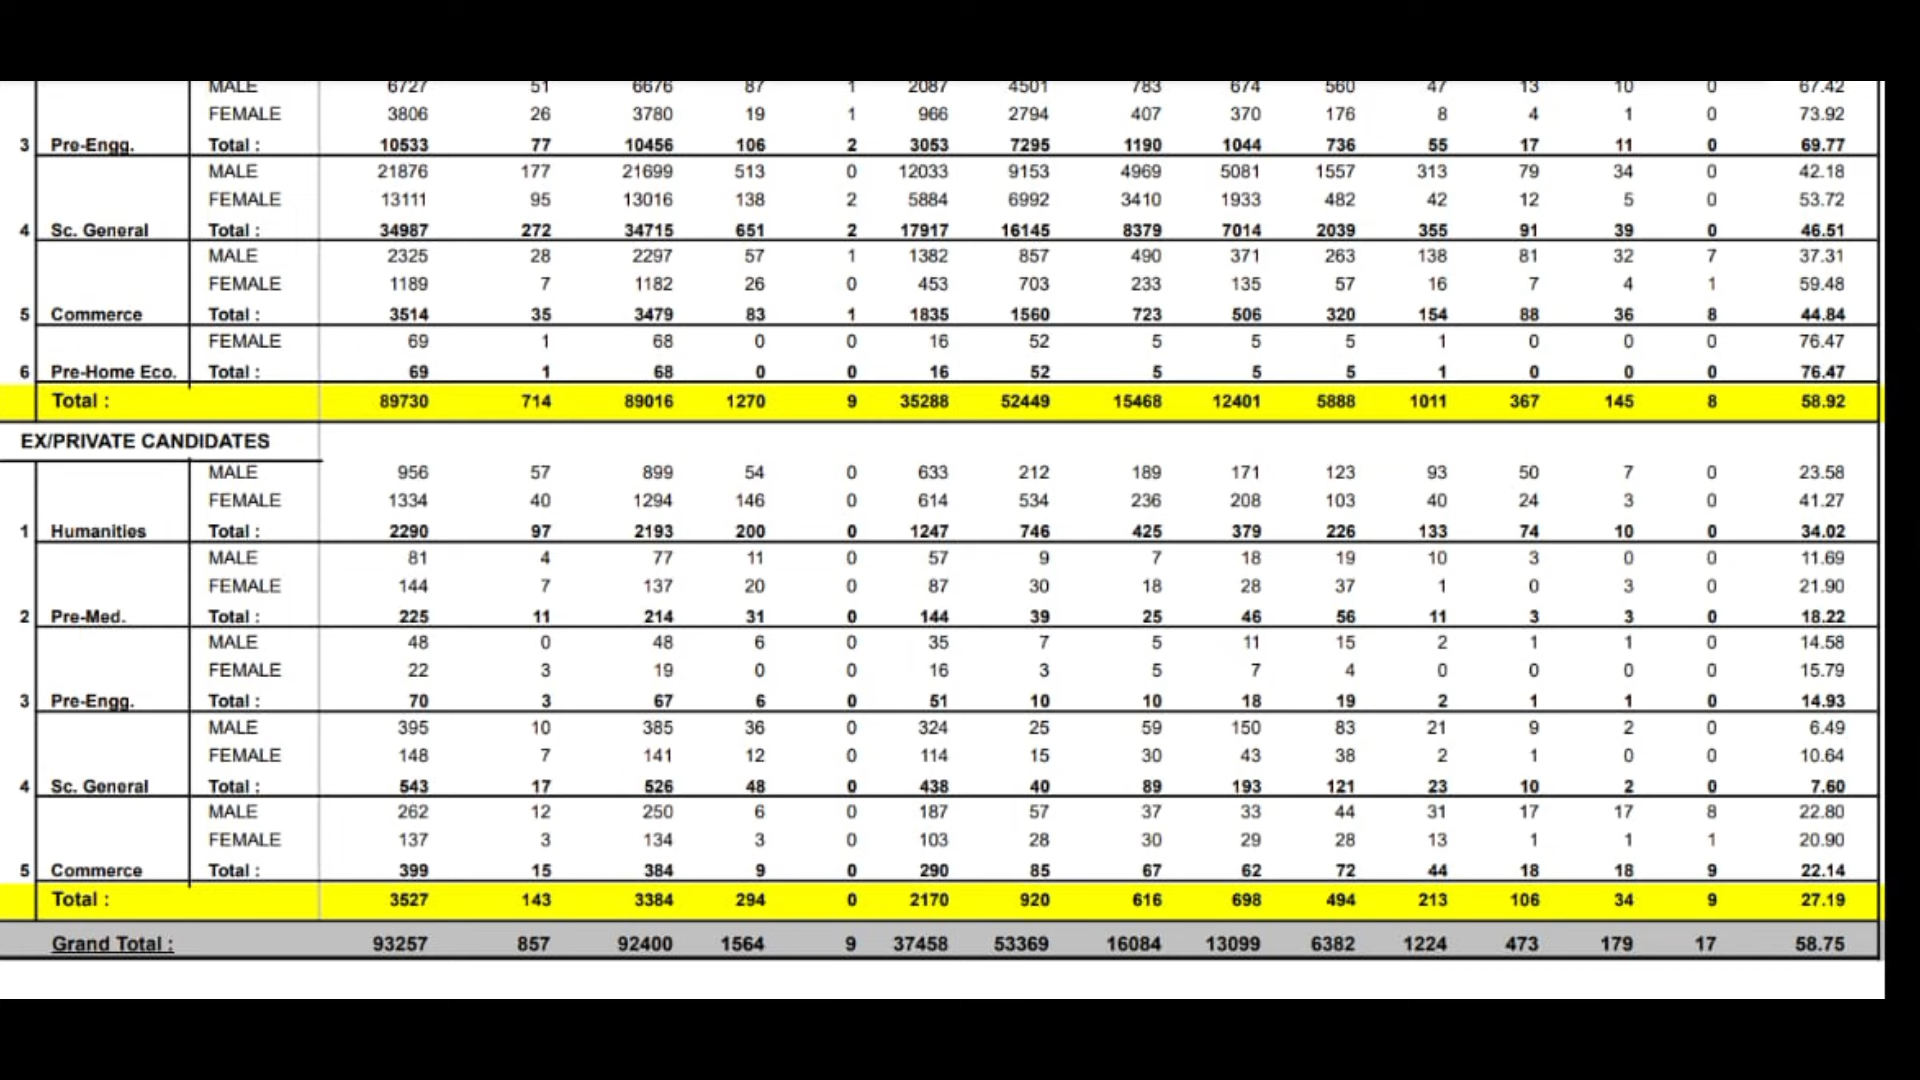 MALE 6727 51 6676 87 1 2087 4501 783 674 560 47 13 10 0 67.42
FEMALE 3806 26 3780 19 1 966 2794 407 370 176 8 4 1 0 73.92
3 Pre-Engg. Total : 10533 77 10456 106 2 3053 7295 1190 1044 736 55 17 11 0 69.77
MALE 21876 177 21699 513 0 12033 9153 4969 5081 1557 313 79 34 0 42.18
FEMALE 13111 95 13016 138 2 5884 6992 3410 1933 482 42 12 5 0 53.72
4 Sc. General Total : 34987 272 34715 651 2 17917 16145 8379 7014 2039 355 91 39 0 46.51
MALE 2325 28 2297 57 1 1382 857 490 371 263 138 81 32 7 37.31
FEMALE 1189 7 1182 26 0 453 703 233 135 57 16 7 4 1 59.48
5 Commerce Total : 3514 35 3479 83 1 1835 1560 723 506 320 154 88 36 8 44.84
FEMALE 69 1 68 0 0 16 52 5 5 5 1 0 0 0 76.47
6 Pre-Home Eco. Total : 69 1 68 0 0 16 52 5 5 5 1 0 0 0 76.47
Total : 89730 714 89016 1270 9 35288 52449 15468 12401 5888 1011 367 145 8 58.92
EX/PRIVATE CANDIDATES
MALE 956 57 899 54 0 633 212 189 171 123 93 50 7 0 23.58
FEMALE 1334 40 1294 146 0 614 534 236 208 103 40 24 3 0 41.27
1 Humanities Total : 2290 97 2193 200 0 1247 746 425 379 226 133 74 10 0 34.02
MALE 81 4 77 11 0 57 9 7 18 19 10 3 0 0 11.69
FEMALE 144 7 137 20 0 87 30 18 28 37 1 0 3 0 21.90
2 Pre-Med. Total : 225 11 214 31 0 144 39 25 46 56 11 3 3 0 18.22
MALE 48 0 48 6 0 35 7 5 11 15 2 1 1 0 14.58
FEMALE 22 3 19 0 0 16 3 5 7 4 0 0 0 0 15.79
3 Pre-Engg. Total : 70 3 67 6 0 51 10 10 18 19 2 1 1 0 14.93
MALE 395 10 385 36 0 324 25 59 150 83 21 9 2 0 6.49
FEMALE 148 7 141 12 0 114 15 30 43 38 2 1 0 0 10.64
4 Sc. General Total : 543 17 526 48 0 438 40 89 193 121 23 10 2 0 7.60
MALE 262 12 250 6 0 187 57 37 33 44 31 17 17 8 22.80
FEMALE 137 3 134 3 0 103 28 30 29 28 13 1 1 1 20.90
5 Commerce Total : 399 15 384 9 0 290 85 67 62 72 44 18 18 9 22.14
Total : 3527 143 3384 294 0 2170 920 616 698 494 213 106 34 9 27.19
Grand Total : 93257 857 92400 1564 9 37458 53369 16084 13099 6382 1224 473 179 17 58.75